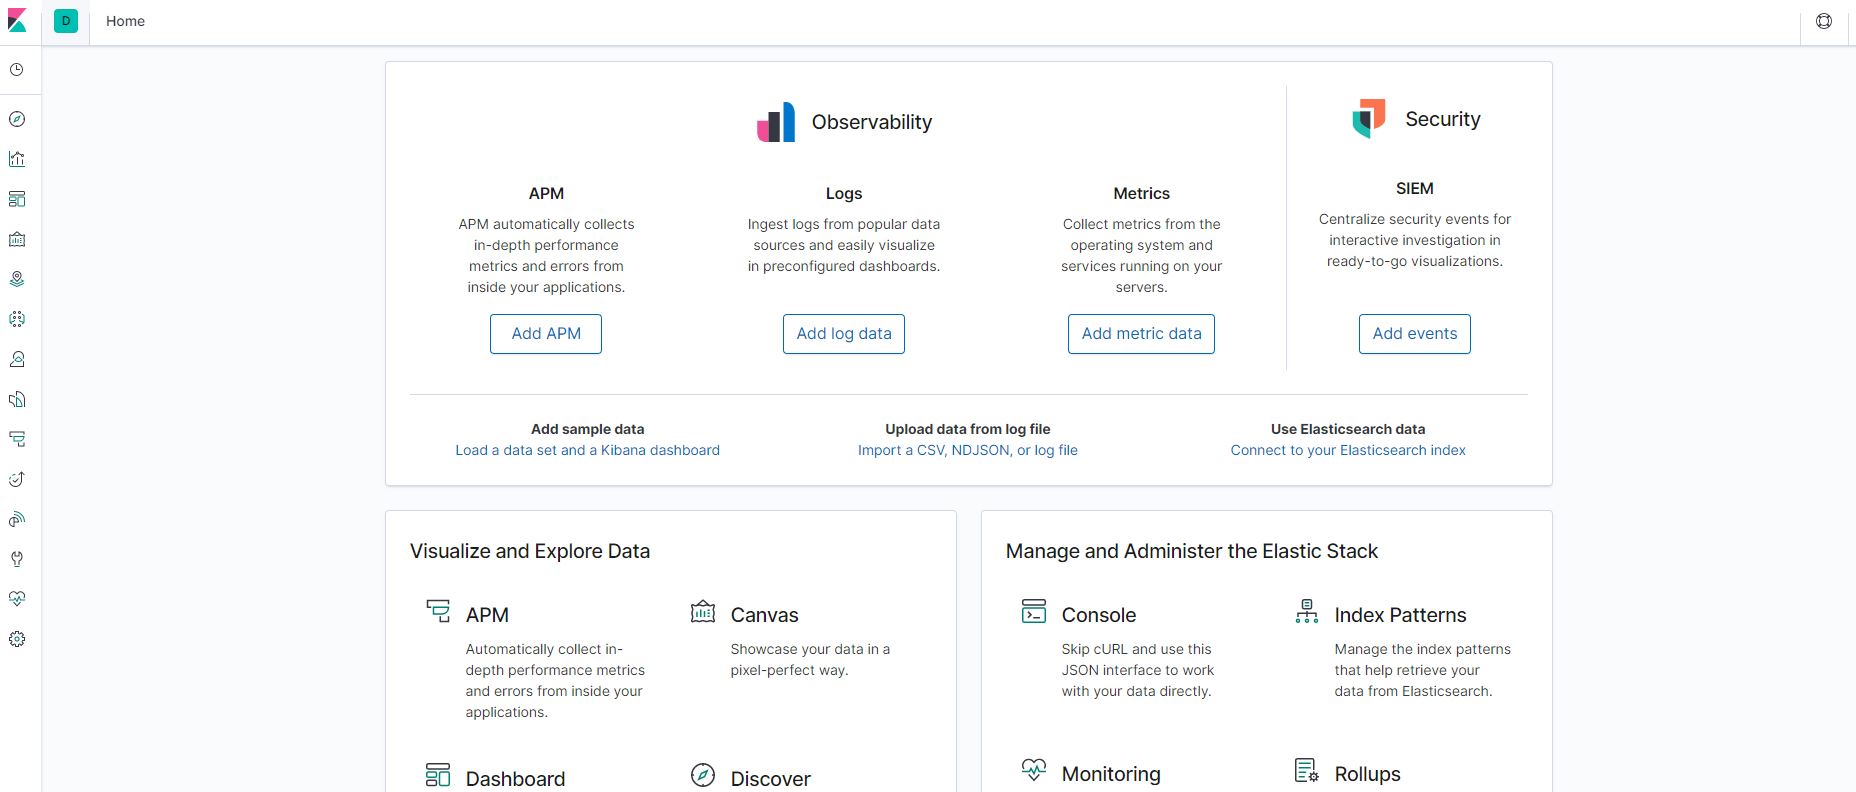 D Home
Observability
Security
APM
APM automatically collects
in-depth performance
metrics and errors from
inside your applications.
Add APM
Logs
Ingest logs from popular data
sources and easily visualize
in preconfigured dashboards.
Add log data
Metrics
Collect metrics from the
operating system and
services running on your
servers.
Add metric data
SIEM
Centralize security events for
interactive investigation in
ready-to-go visualizations.
Add events
Add sample data
Load a data set and a Kibana dashboard
Upload data from log file
Import a CSV, NDJSON, or log file
Use Elasticsearch data
Connect to your Elasticsearch index
Visualize and Explore Data
APM
Automatically collect in-
depth performance metrics
and errors from inside your
applications.
Canvas
Showcase your data in a
pixel-perfect way.
Dashboard
Discover
Manage and Administer the Elastic Stack
Console
Skip cURL and use this
JSON interface to work
with your data directly.
Index Patterns
Manage the index patterns
that help retrieve your
data from Elasticsearch.
Monitoring
Rollups